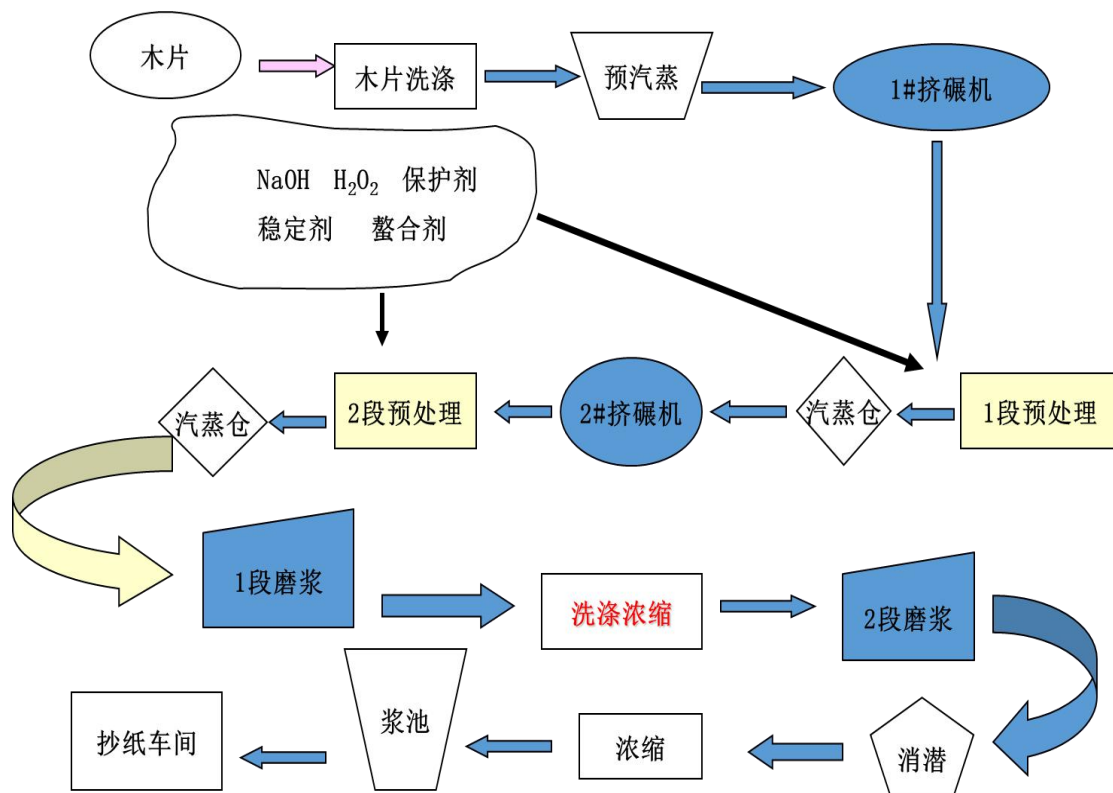 木片
木片洗涤
预汽蒸
1#挤碾机
NaOH H₂O₂ 保护剂
稳定剂 螯合剂
汽蒸仓
2段预处理
2#挤碾机
汽蒸仓
1段预处理
1段磨浆
洗涤浓缩
2段磨浆
抄纸车间
浆池
浓缩
消潜